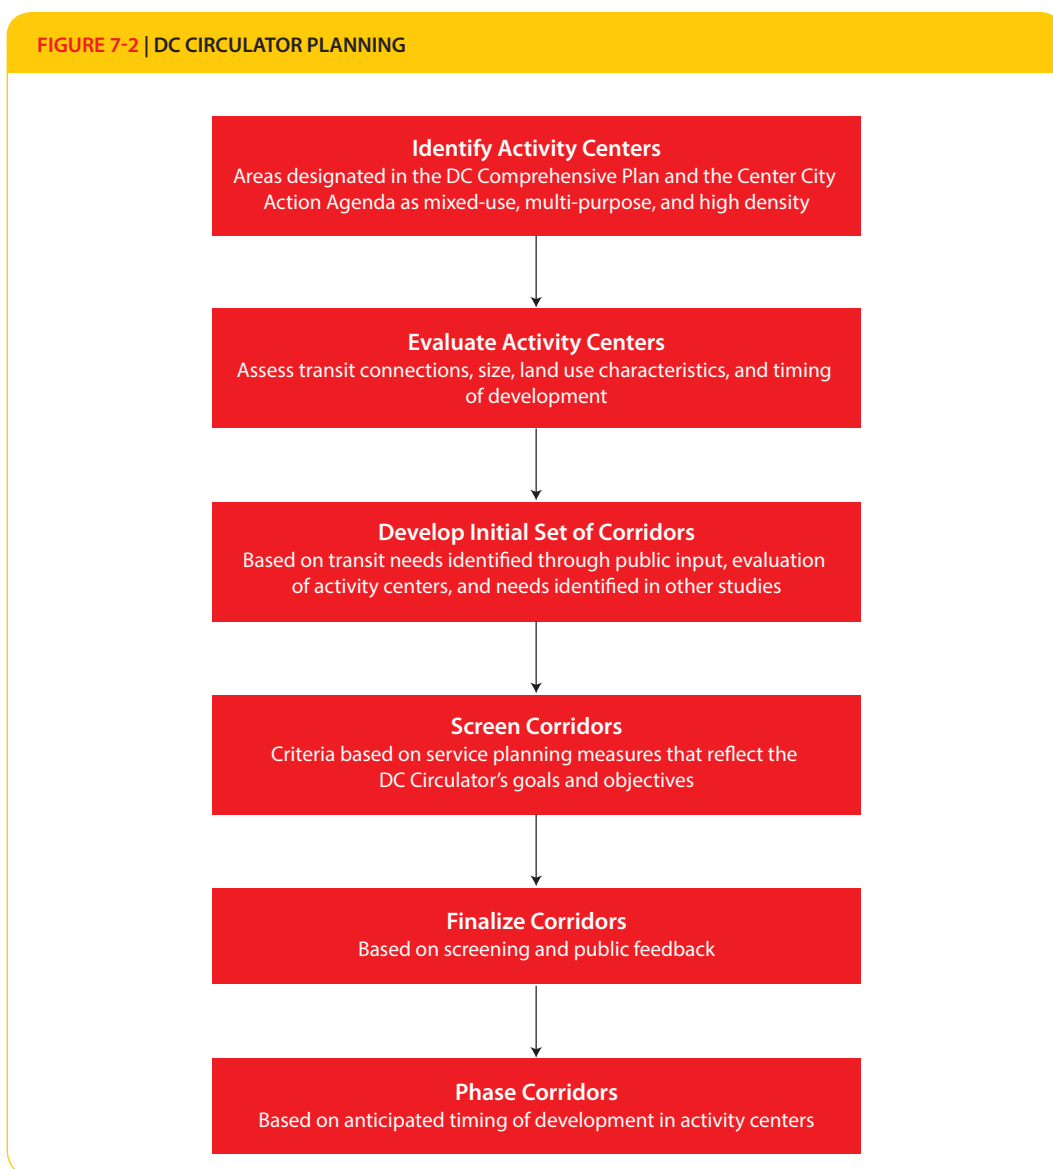 FIGURE 7-2 | DC CIRCULATOR PLANNING
Identify Activity Centers
Areas designated in the DC Comprehensive Plan and the Center City
Action Agenda as mixed-use, multi-purpose, and high density
Evaluate Activity Centers
Assess transit connections, size, land use characteristics, and timing
of development
Develop Initial Set of Corridors
Based on transit needs identified through public input, evaluation
of activity centers, and needs identified in other studies
Screen Corridors
Criteria based on service planning measures that reflect the
DC Circulator’s goals and objectives
Finalize Corridors
Based on screening and public feedback
Phase Corridors
Based on anticipated timing of development in activity centers